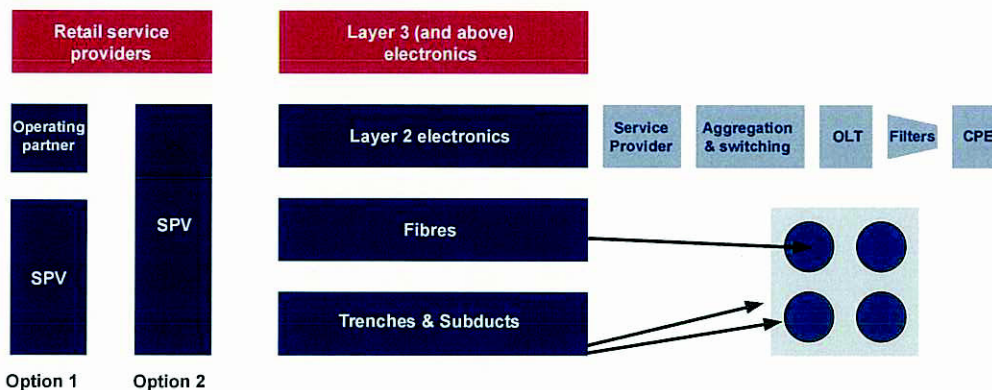 Retail service
providers
Layer 3 (and above)
electronics
Operating
partner
SPV
SPV
Layer 2 electronics
Service
Provider
Aggregation
& switching
OLT
Filters
CPE
Fibres
Trenches & Subducts
Option 1
Option 2